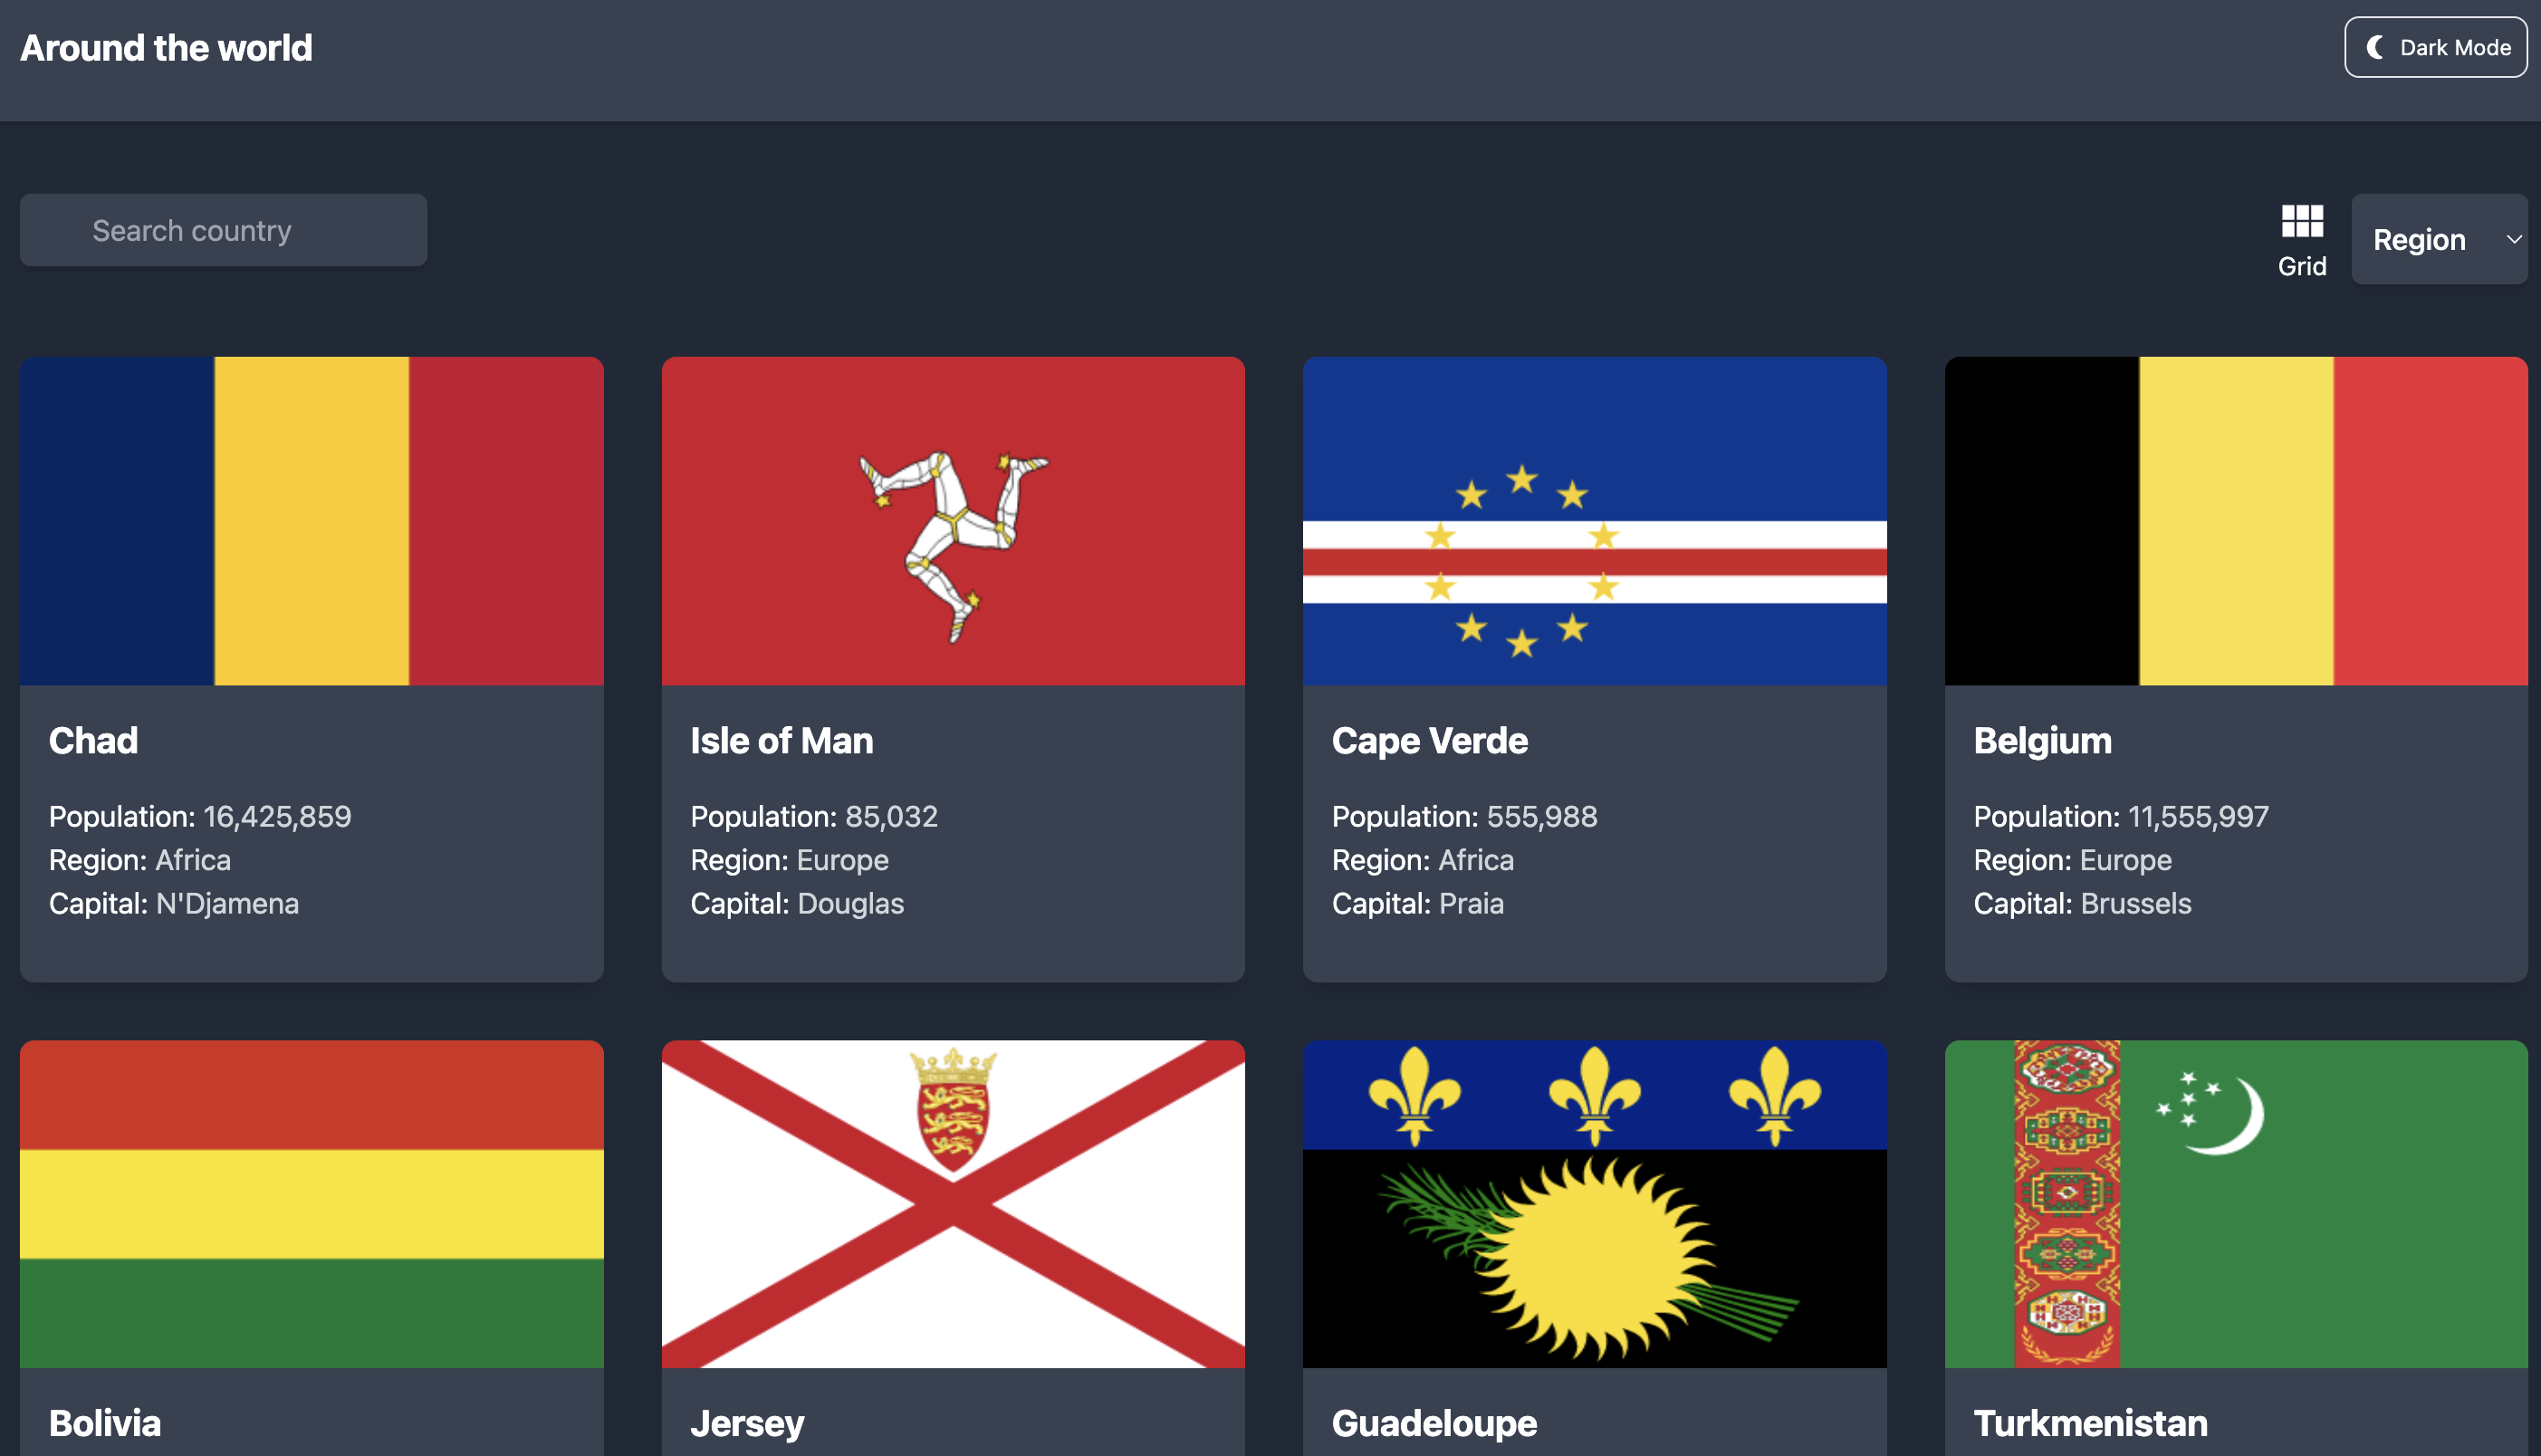 Around the world
Dark Mode
Search country
Grid
Region
Chad
Population: 16,425,859
Region: Africa
Capital: N'Djamena
Isle of Man
Population: 85,032
Region: Europe
Capital: Douglas
Cape Verde
Population: 555,988
Region: Africa
Capital: Praia
Belgium
Population: 11,555,997
Region: Europe
Capital: Brussels
Bolivia
Jersey
Guadeloupe
Turkmenistan